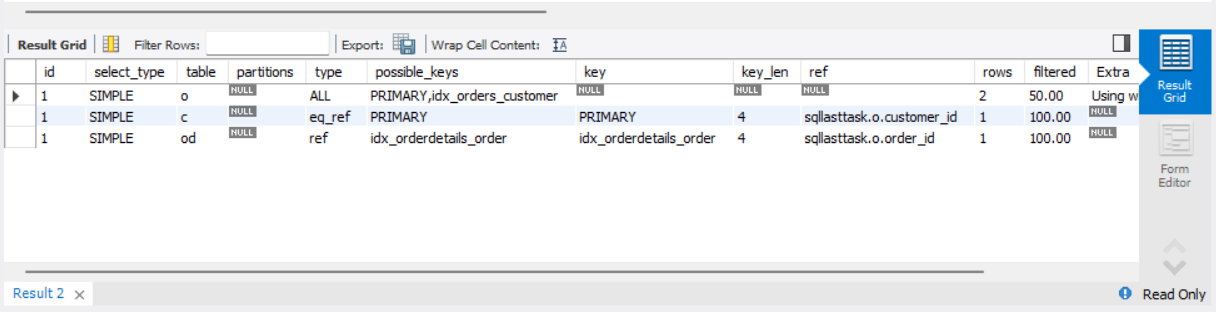 Result Grid Filter Rows: Export: Wrap Cell Content: IA
id select_type table partitions type possible_keys key key_len ref rows filtered Extra
1 SIMPLE o NULL ALL PRIMARY,idx_orders_customer NULL NULL NULL 2 50.00 Using w
1 SIMPLE c NULL eq_ref PRIMARY PRIMARY 4 sqllasttask.o.customer_id 1 100.00 NULL
1 SIMPLE od NULL ref idx_orderdetails_order idx_orderdetails_order 4 sqllasttask.o.order_id 1 100.00 NULL
Result
Grid
Form
Editor
Result 2 × Read Only